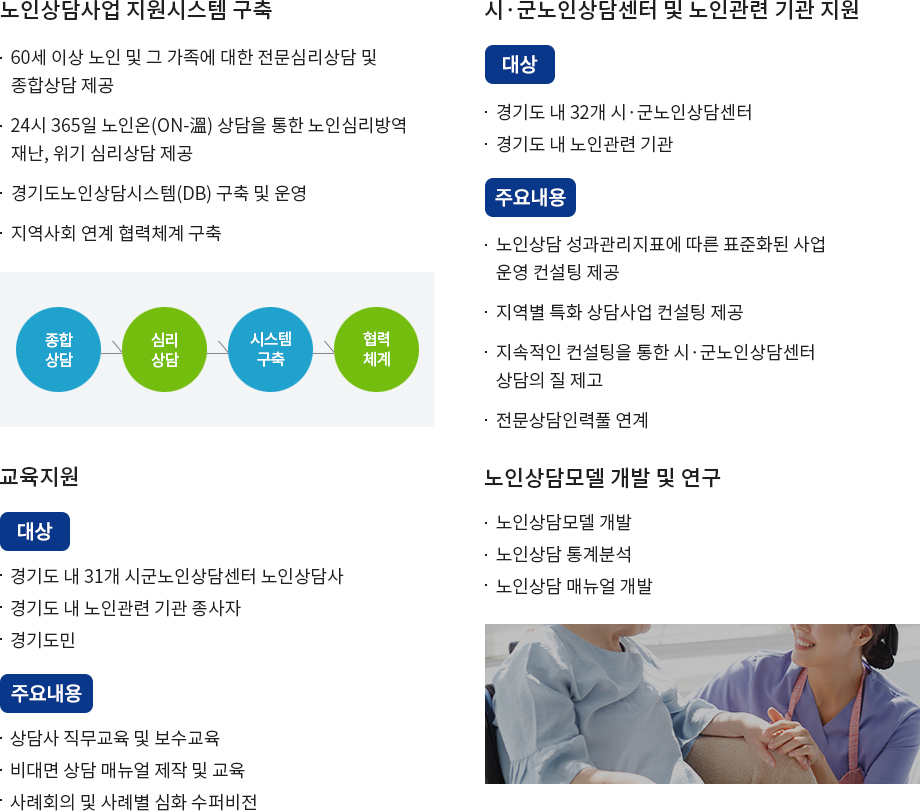 노인상담사업 지원시스템 구축
· 60세 이상 노인 및 그 가족에 대한 전문심리상담 및
종합상담 제공
· 24시 365일 노인온(ON-溫) 상담을 통한 노인심리방역
재난, 위기 심리상담 제공
· 경기도노인상담시스템(DB) 구축 및 운영
· 지역사회 연계 협력체계 구축
종합
상담
심리
상담
시스템
구축
협력
체계
시·군노인상담센터 및 노인관련 기관 지원
대상
· 경기도 내 32개 시·군노인상담센터
· 경기도 내 노인관련 기관
주요내용
· 노인상담 성과관리지표에 따른 표준화된 사업
운영 컨설팅 제공
· 지역별 특화 상담사업 컨설팅 제공
· 지속적인 컨설팅을 통한 시·군노인상담센터
상담의 질 제고
· 전문상담인력풀 연계
교육지원
대상
· 경기도 내 31개 시군노인상담센터 노인상담사
· 경기도 내 노인관련 기관 종사자
· 경기도민
주요내용
· 상담사 직무교육 및 보수교육
· 비대면 상담 매뉴얼 제작 및 교육
· 사례회의 및 사례별 심화 수퍼비전
노인상담모델 개발 및 연구
· 노인상담모델 개발
· 노인상담 통계분석
· 노인상담 매뉴얼 개발